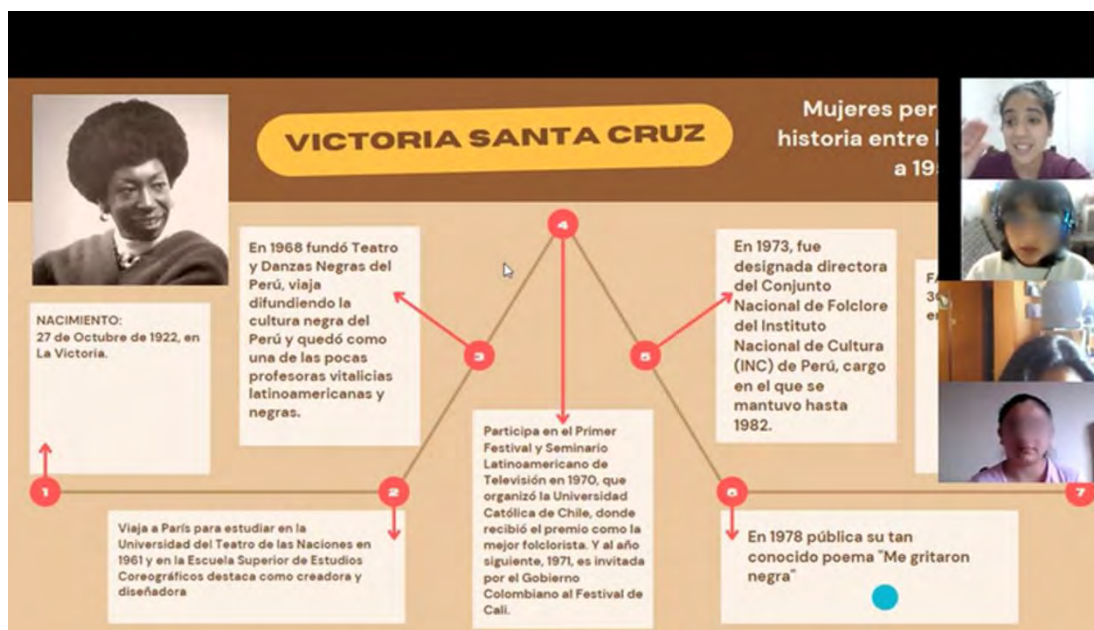 VICTORIA SANTA CRUZ
Mujeres
historia entre
a
NACIMIENTO:
27 de Octubre de 1922, en
La Victoria.
1
Viaja a París para estudiar en la
Universidad del Teatro de las Naciones en
1961 y en la Escuela Superior de Estudios
Coreográficos destaca como creadora y
diseñadora
2
En 1968 fundó Teatro
y Danzas Negras del
Perú, viaja
difundiendo la
cultura negra del
Perú y quedó como
una de las pocas
profesoras vitalicias
latinoamericanas y
negras.
3
4
Participa en el Primer
Festival y Seminario
Latinoamericano de
Televisión en 1970, que
organizó la Universidad
Católica de Chile, donde
recibió el premio como la
mejor folclorista. Y al año
siguiente, 1971, es invitada
por el Gobierno
Colombiano al Festival de
Cali.
En 1973, fue
designada directora
del Conjunto
Nacional de Folclore
del Instituto
Nacional de Cultura
(INC) de Perú, cargo
en el que se
mantuvo hasta
1982.
5
6
En 1978 pública su tan
conocido poema "Me gritaron
negra"
7